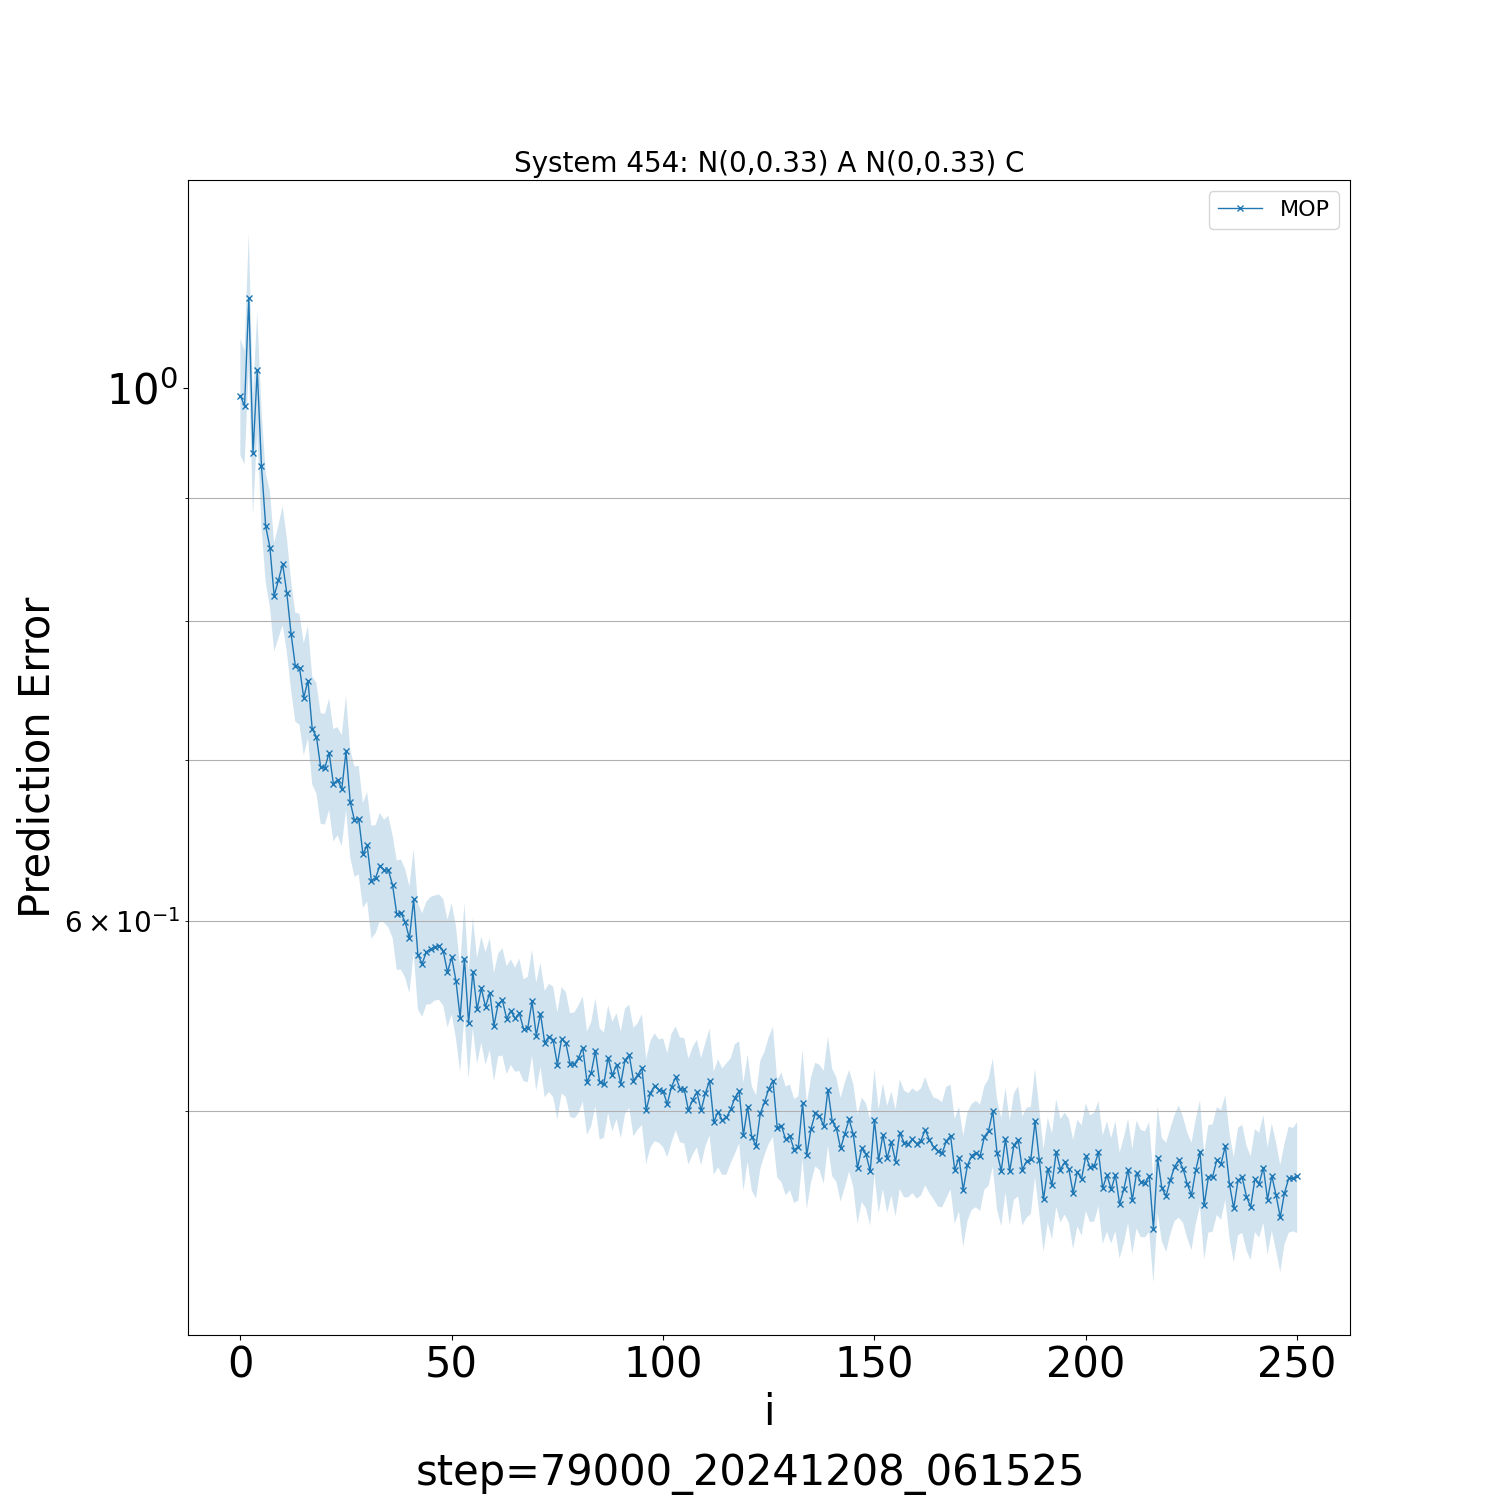 System 454: N(0,0.33) A N(0,0.33) C
MOP
10⁰
6 × 10⁻¹
Prediction Error
0 50 100 150 200 250
i
step=79000_20241208_061525